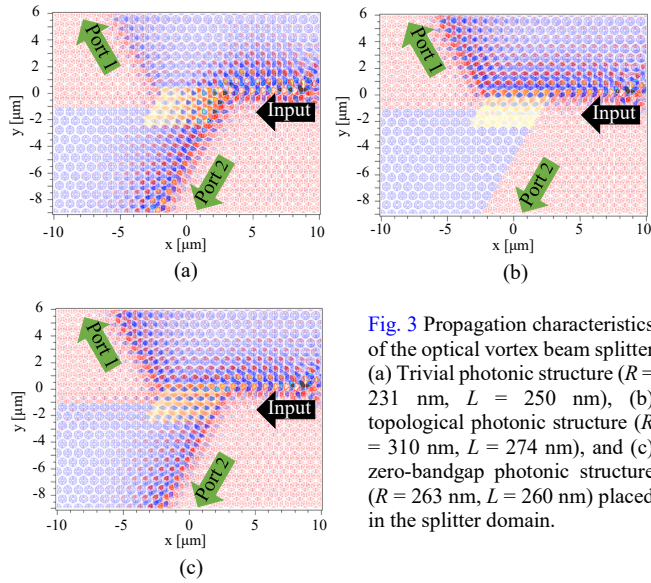 6
4
2
0
-2
-4
-6
-8
y [μm]
Port 1
Input
Port 2
-10 -5 0 5 10
x [μm]
(a)
6
4
2
0
-2
-4
-6
-8
y [μm]
Port 1
Input
Port 2
-10 -5 0 5 10
x [μm]
(b)
6
4
2
0
-2
-4
-6
-8
y [μm]
Port 1
Input
Port 2
-10 -5 0 5 10
x [μm]
(c)
Fig. 3 Propagation characteristics
of the optical vortex beam splitter
(a) Trivial photonic structure (R =
231 nm, L = 250 nm), (b)
topological photonic structure (R
= 310 nm, L = 274 nm), and (c)
zero-bandgap photonic structure
(R = 263 nm, L = 260 nm) placed
in the splitter domain.